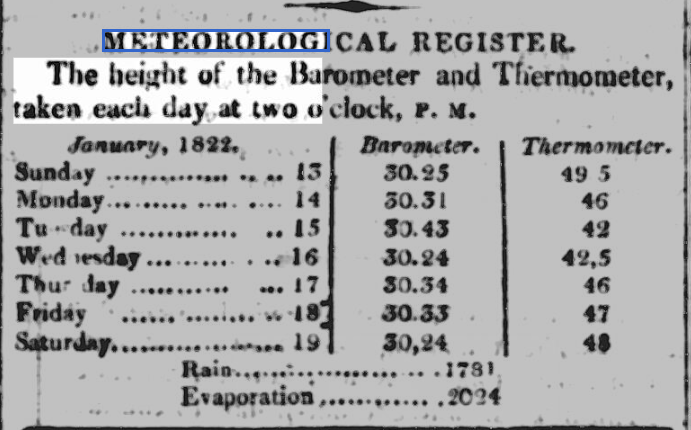 METEOROLOGICAL REGISTER.
The height of the Barometer and Thermometer,
taken each day at two o'clock, P. M.
January, 1822. Barometer. Thermometer.
Sunday .............. .. .. 13 30.25 49 5
Monday... ... ......... .... 14 30.31 46
Tu day ............ .. 15 30.43 42
Wed nesday ......... . .. 16 30.24 42,5
Thur day ............ ... 17 30.34 46
Friday ...... ........ .. 18 30.33 47
Saturday..................... 19 30,24 48
Rain..................... .1781
Evaporation.............. .2024